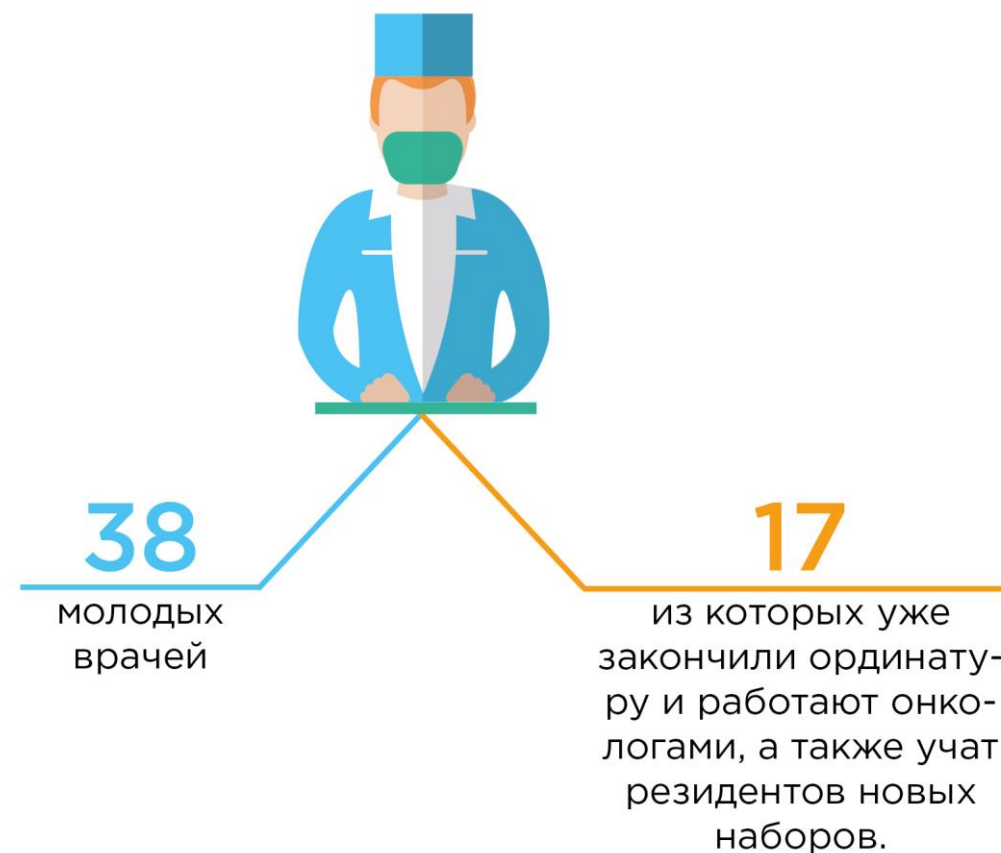 38
молодых
врачей
17
из которых уже
закончили ординату-
ру и работают онко-
логами, а также учат
резидентов новых
наборов.